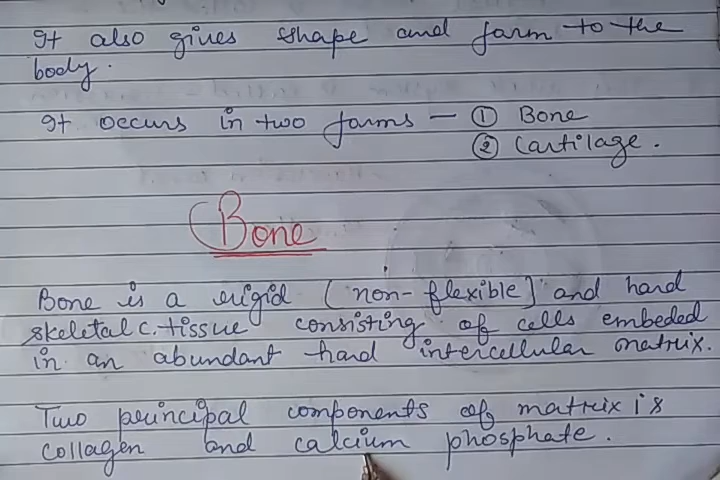 It also gives shape and form to the
body.
It occurs in two forms — ① Bone
② Cartilage.
Bone
Bone is a rigid (non-flexible) and hard
skeletal c. tissue consisting of cells embeded
in an abundant hard intercellular matrix.
Two principal components of matrix is
collagen and calcium phosphate.